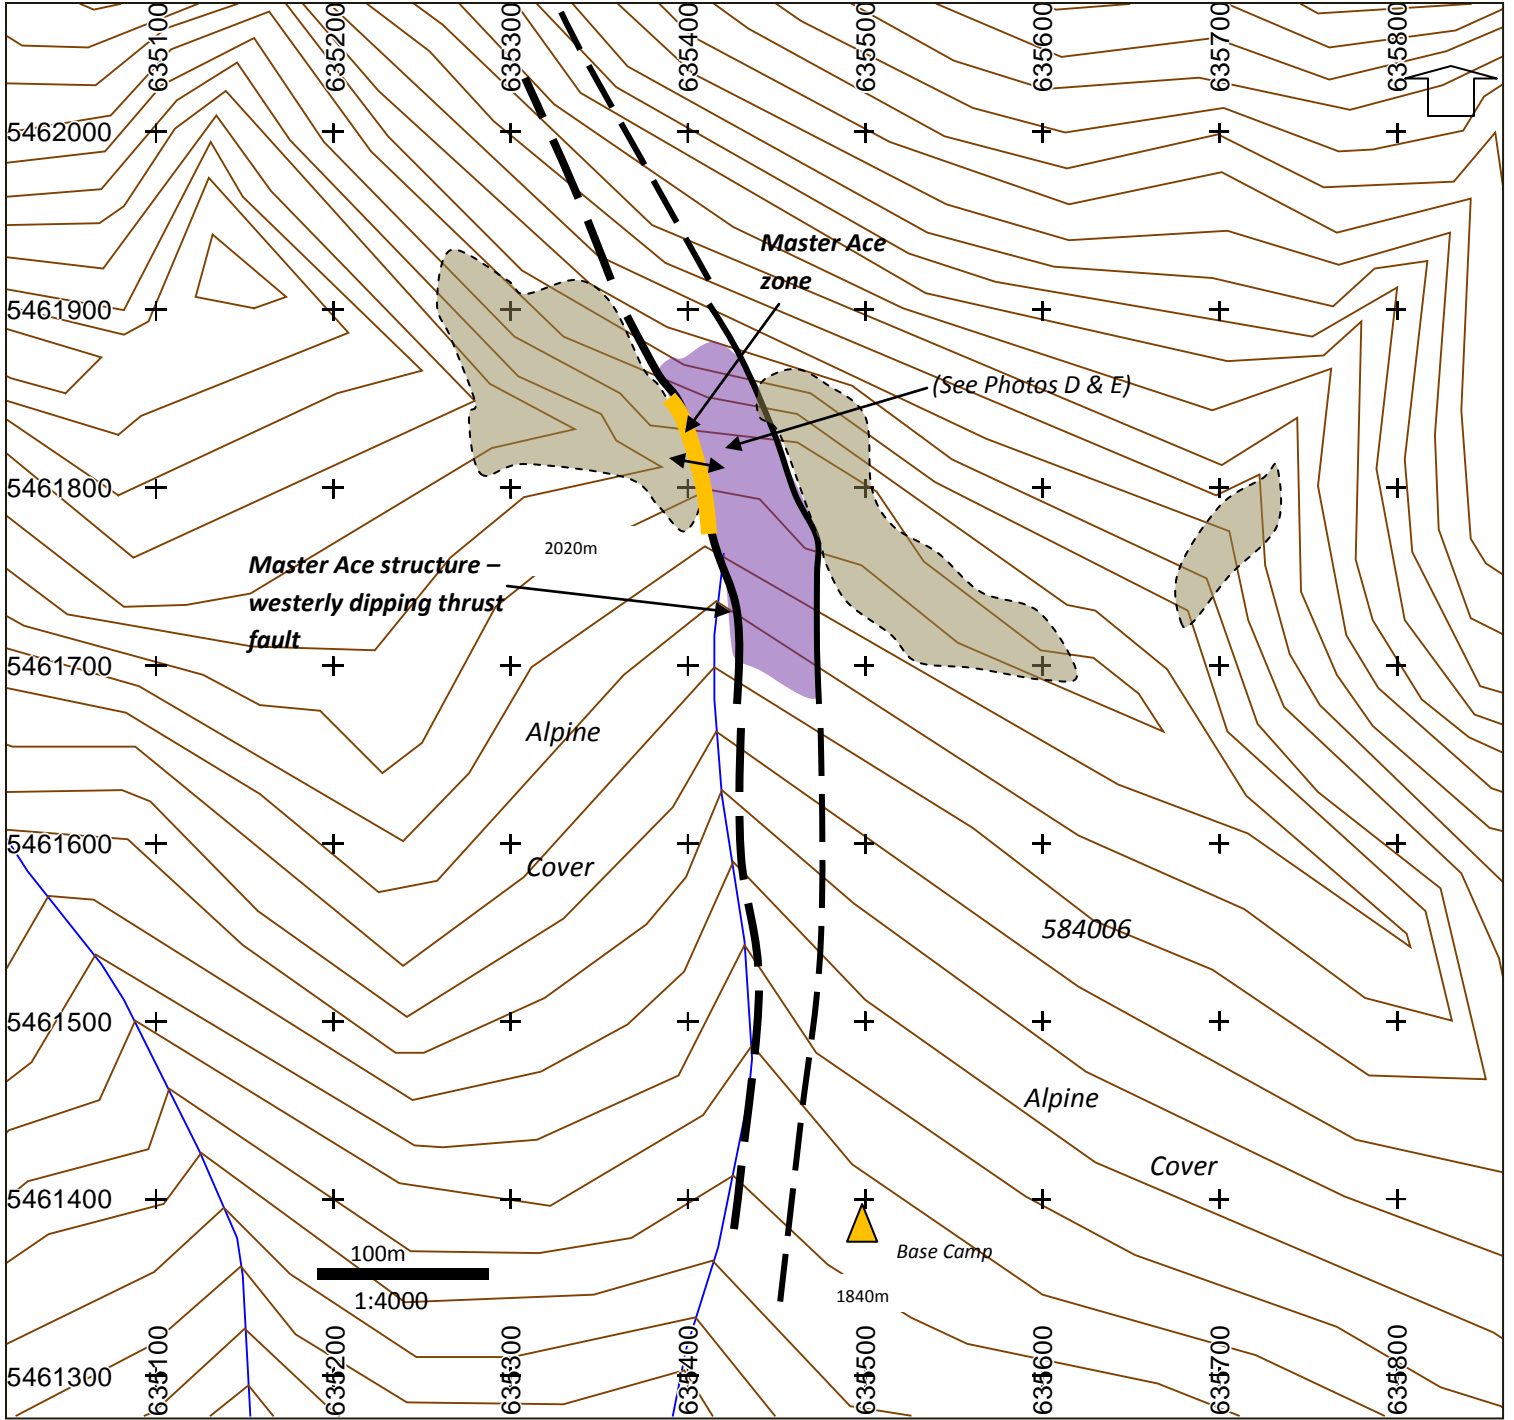 635100
635200
635300
635400
635500
635600
635700
635800
5462000
Master Ace
zone
5461900
(See Photos D & E)
5461800
2020m
Master Ace structure –
westerly dipping thrust
fault
5461700
Alpine
5461600
Cover
584006
5461500
Alpine
Cover
5461400
Base Camp
100m
1840m
1:4000
5461300
635100
635200
635300
635400
635500
635600
635700
635800